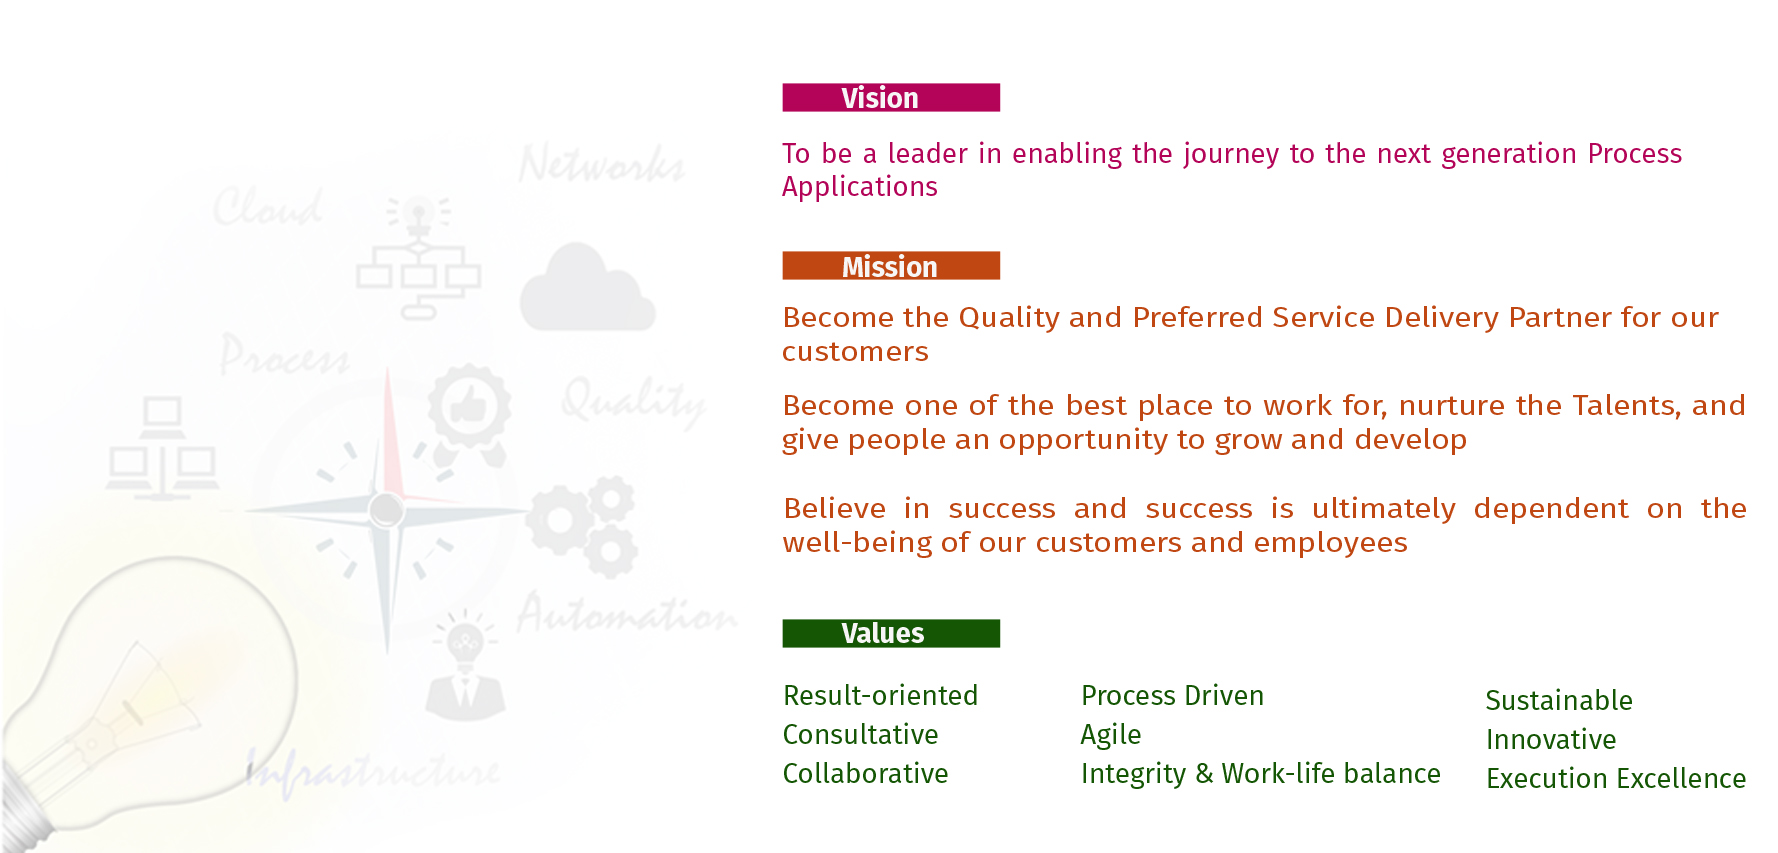 Networks
Cloud
Process
Quality
Automation
Infrastructure
Vision
To be a leader in enabling the journey to the next generation Process
Applications
Mission
Become the Quality and Preferred Service Delivery Partner for our
customers
Become one of the best place to work for, nurture the Talents, and
give people an opportunity to grow and develop
Believe in success and success is ultimately dependent on the
well-being of our customers and employees
Values
Result-oriented
Consultative
Collaborative
Process Driven
Agile
Integrity & Work-life balance
Sustainable
Innovative
Execution Excellence